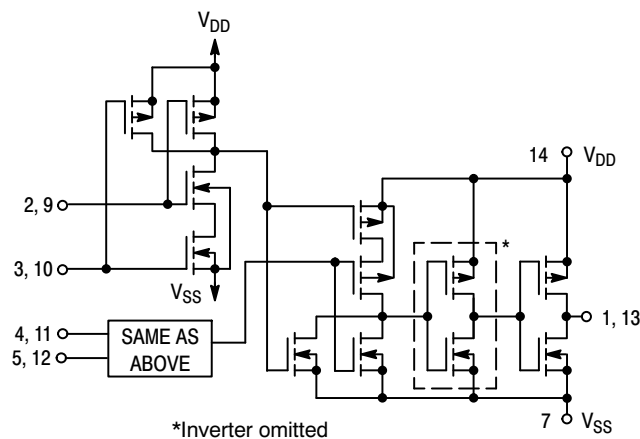 VDD
14
VDD
2, 9
*
3, 10
VSS
1, 13
4, 11
SAME AS
5, 12
ABOVE
7
VSS
*Inverter omitted